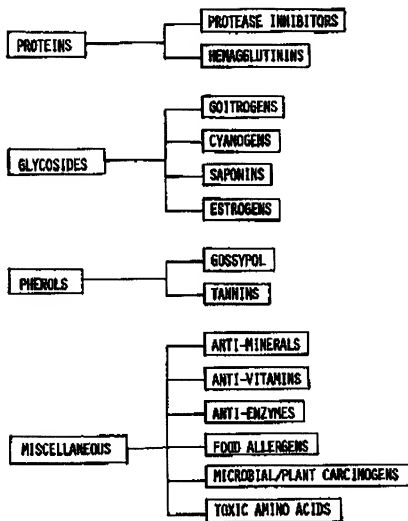 PROTEINS
PROTEASE INHIBITORS
HEMAGGLUTININS
GLYCOSIDES
GOITROGENS
CYANOGENS
SAPONINS
ESTROGENS
PHENOLS
GOSSYPOL
TANNINS
MISCELLANEOUS
ANTI-MINERALS
ANTI-VITAMINS
ANTI-ENZYMES
FOOD ALLERGENS
MICROBIAL/PLANT CARCINOGENS
TOXIC AMINO ACIDS